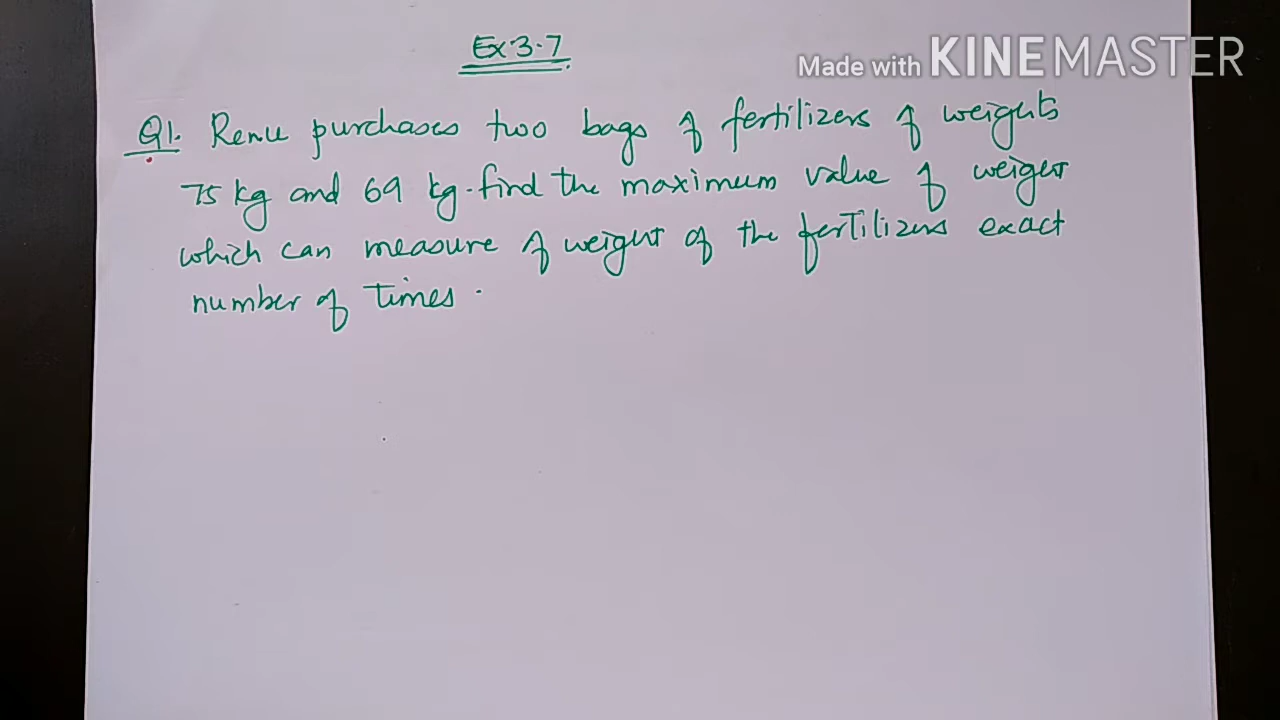 Ex 3.7
Made with KINEMASTER
Q1. Renu purchases two bags of fertilizers of weights
75 kg and 69 kg. find the maximum value of weight
which can measure of weight of the fertilizers exact
number of times.